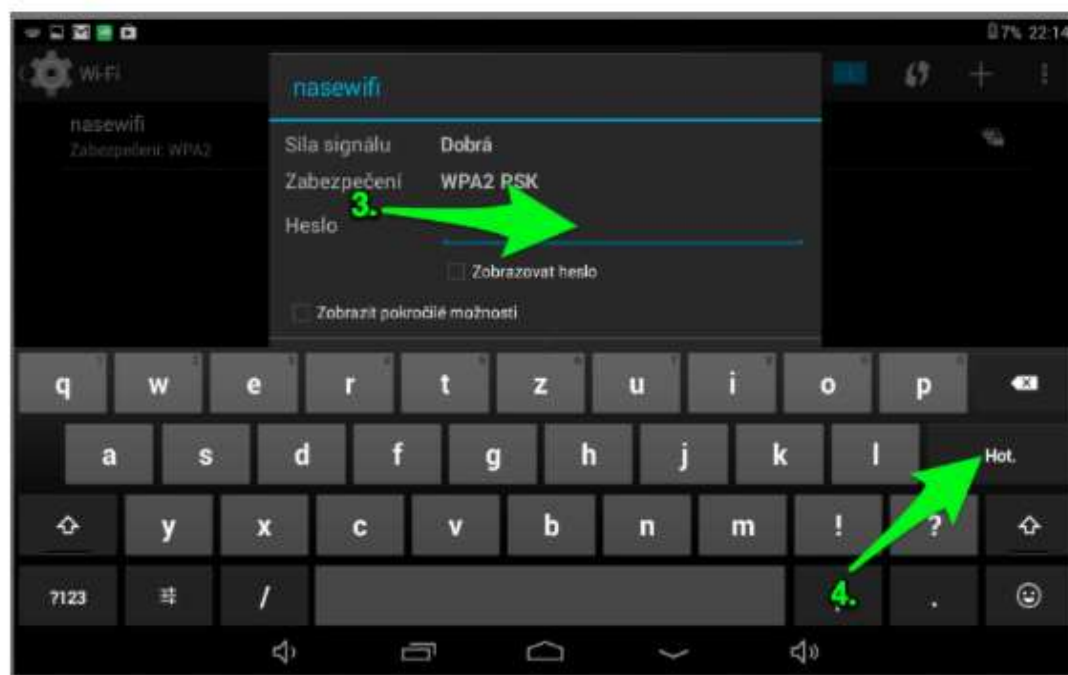 7% 22:14
Wi-Fi
nasewifi
nasewifi
Zabezpečení: WPA2
Síla signálu Dobrá
Zabezpečení WPA2 PSK
3.
Heslo
Zobrazovat heslo
Zobrazit pokročilé možnosti
q w e r t z u i o p
a s d f g h j k l Hot.
y x c v b n m ! ?
?123 / , .
4.